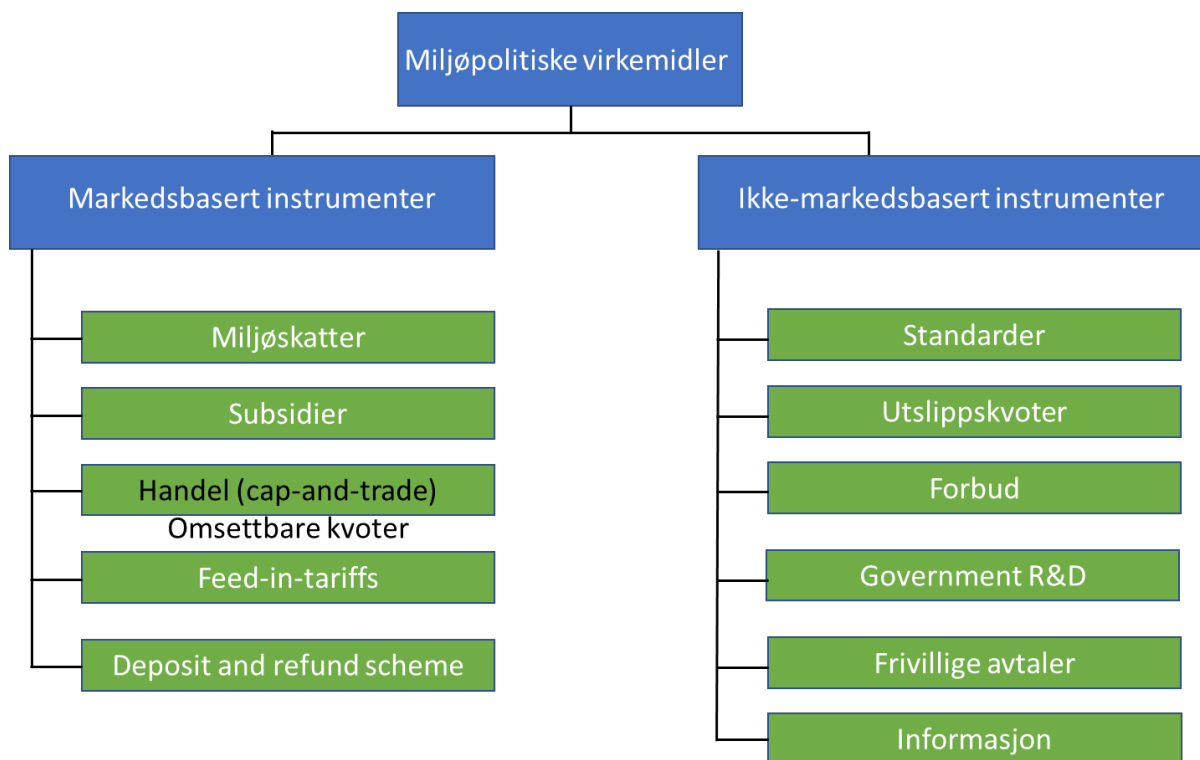 Miljøpolitiske virkemidler
Markedsbasert instrumenter
Miljøskatter
Subsidier
Handel (cap-and-trade)
Omsettbare kvoter
Feed-in-tariffs
Deposit and refund scheme
Ikke-markedsbasert instrumenter
Standarder
Utslippskvoter
Forbud
Government R&D
Frivillige avtaler
Informasjon